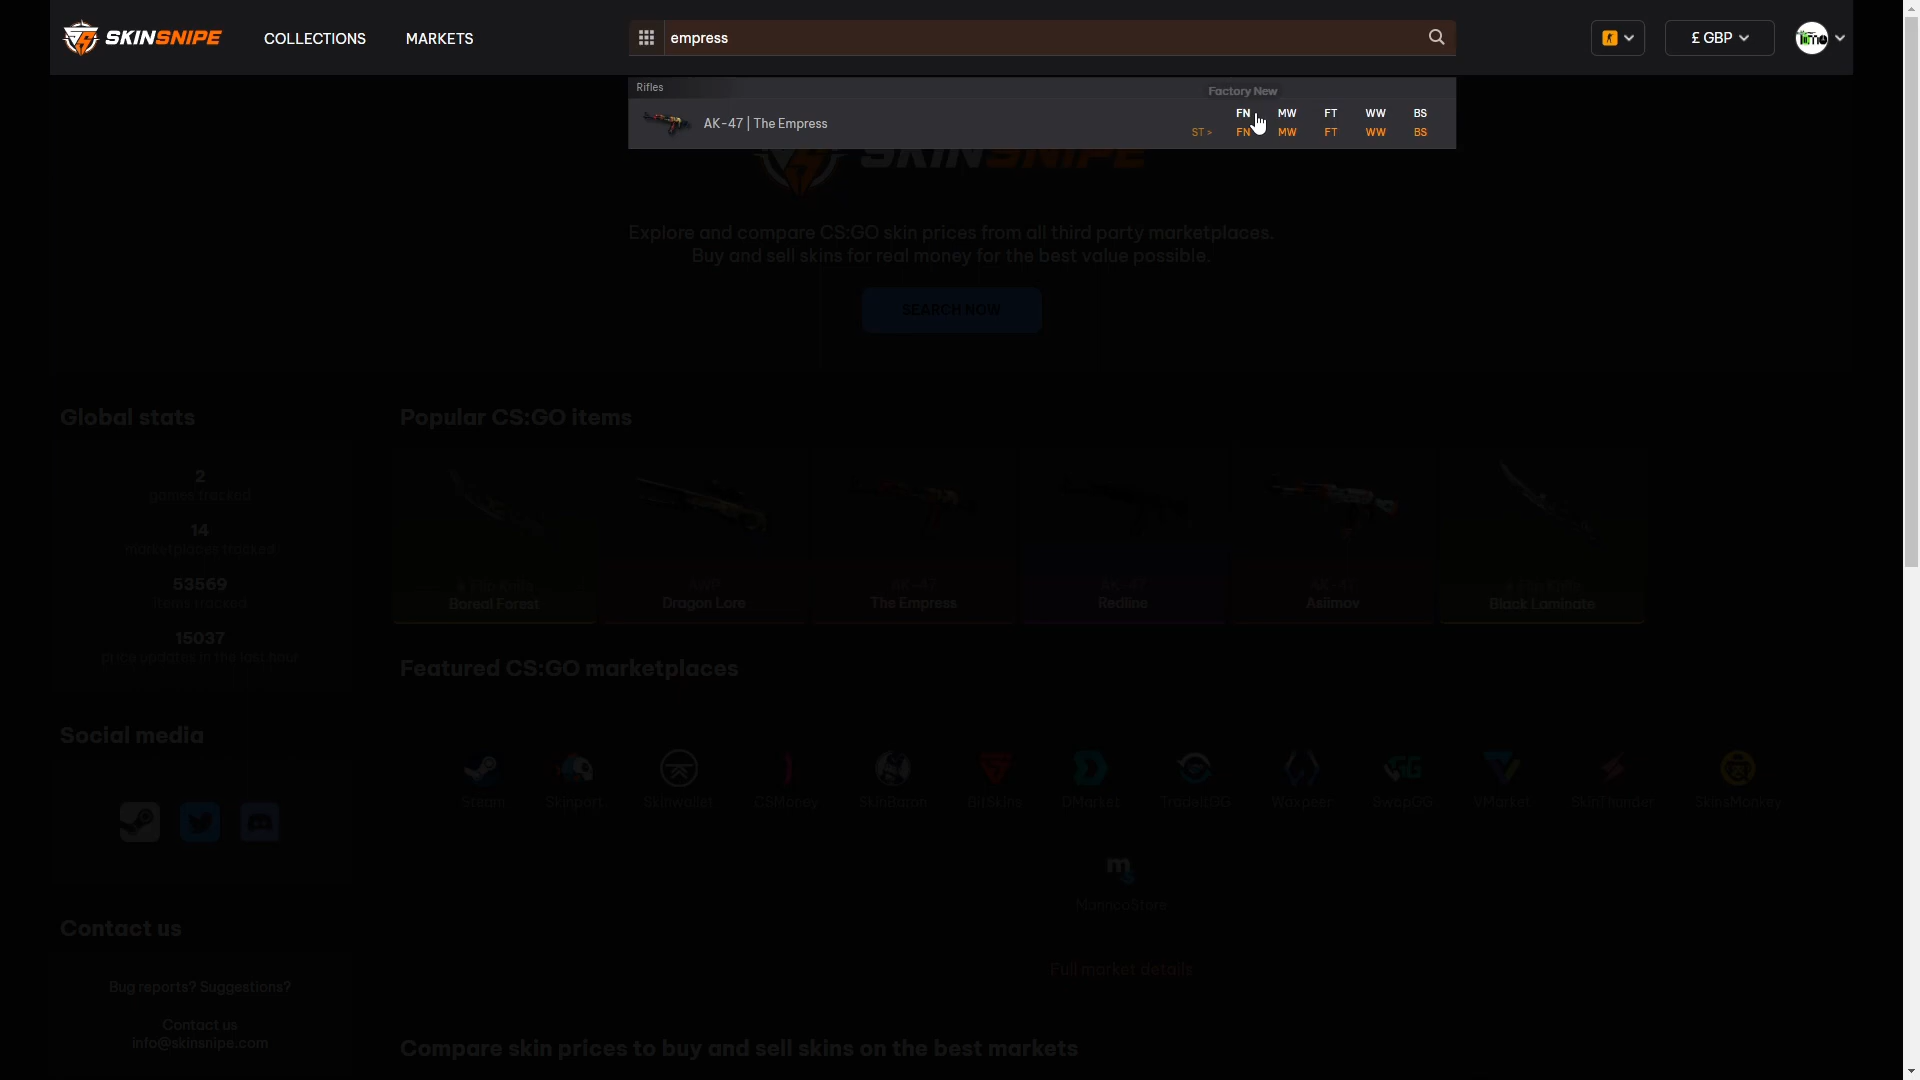 SKINSNIPE
COLLECTIONS
MARKETS
empress
£ GBP
Rifles
Factory New
AK-47 | The Empress
FN MW FT WW BS
ST > FN MW FT WW BS
SKINSNIPE
Explore and compare CS:GO skin prices from all third party marketplaces.
Buy and sell skins for real money for the best value possible.
SEARCH NOW
Global stats
2
games tracked
14
marketplaces tracked
53569
items tracked
15037
price updates in the last hour
Popular CS:GO items
★ Flip Knife
Boreal Forest
AWP
Dragon Lore
AK-47
The Empress
AK-47
Redline
AK-47
Asiimov
★ Flip Knife
Black Laminate
Featured CS:GO marketplaces
Steam
Skinport
Skinwallet
CSMoney
SkinBaron
BitSkins
DMarket
TraderGG
Waxpeer
SwapGG
VMarket
SkinThunder
SkinsMonkey
ManncoStore
Full market details
Social media
Contact us
Bug reports? Suggestions?
Contact us
info@skinsnipe.com
Compare skin prices to buy and sell skins on the best markets